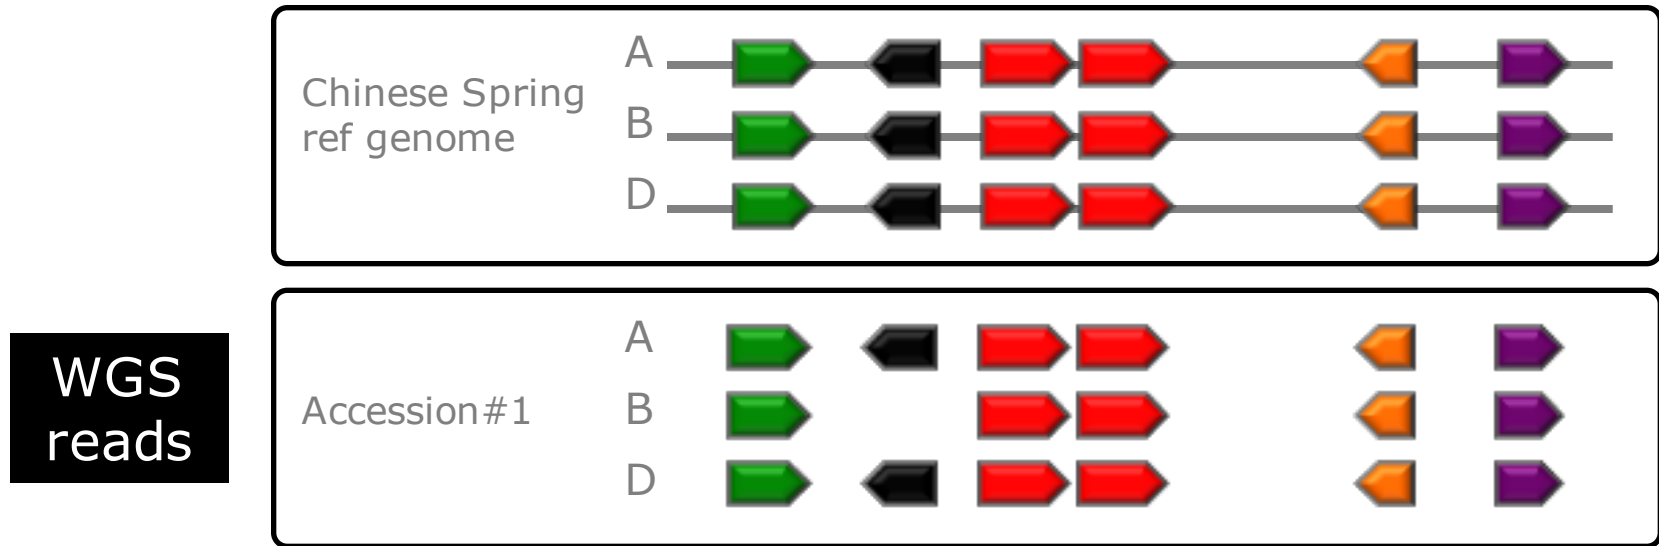 Chinese Spring
ref genome
A
B
D
WGS
reads
Accession#1
A
B
D